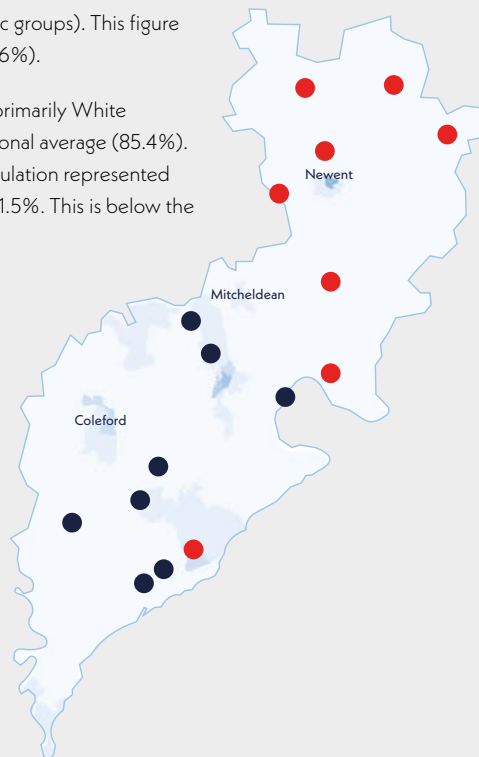 c groups). This figure
6%).
primarily White
onal average (85.4%).
ulation represented
1.5%. This is below the
Newent
Mitcheldean
Coleford